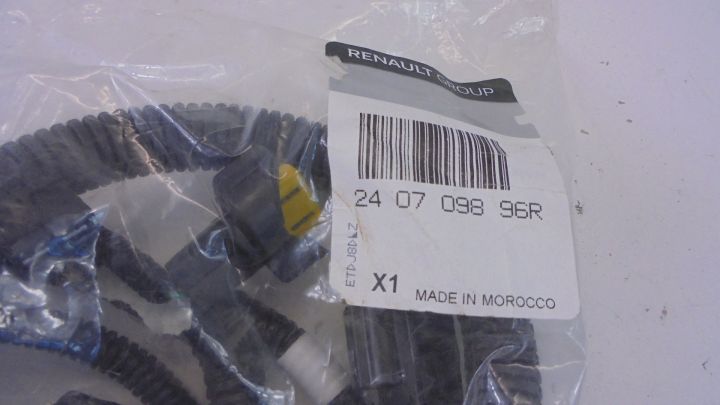 RENAULT GROUP
24 07 098 96R
X1 MADE IN MOROCCO